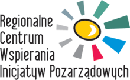 Regionalne
Centrum
Wspierania
Inicjatyw Pozarządowych